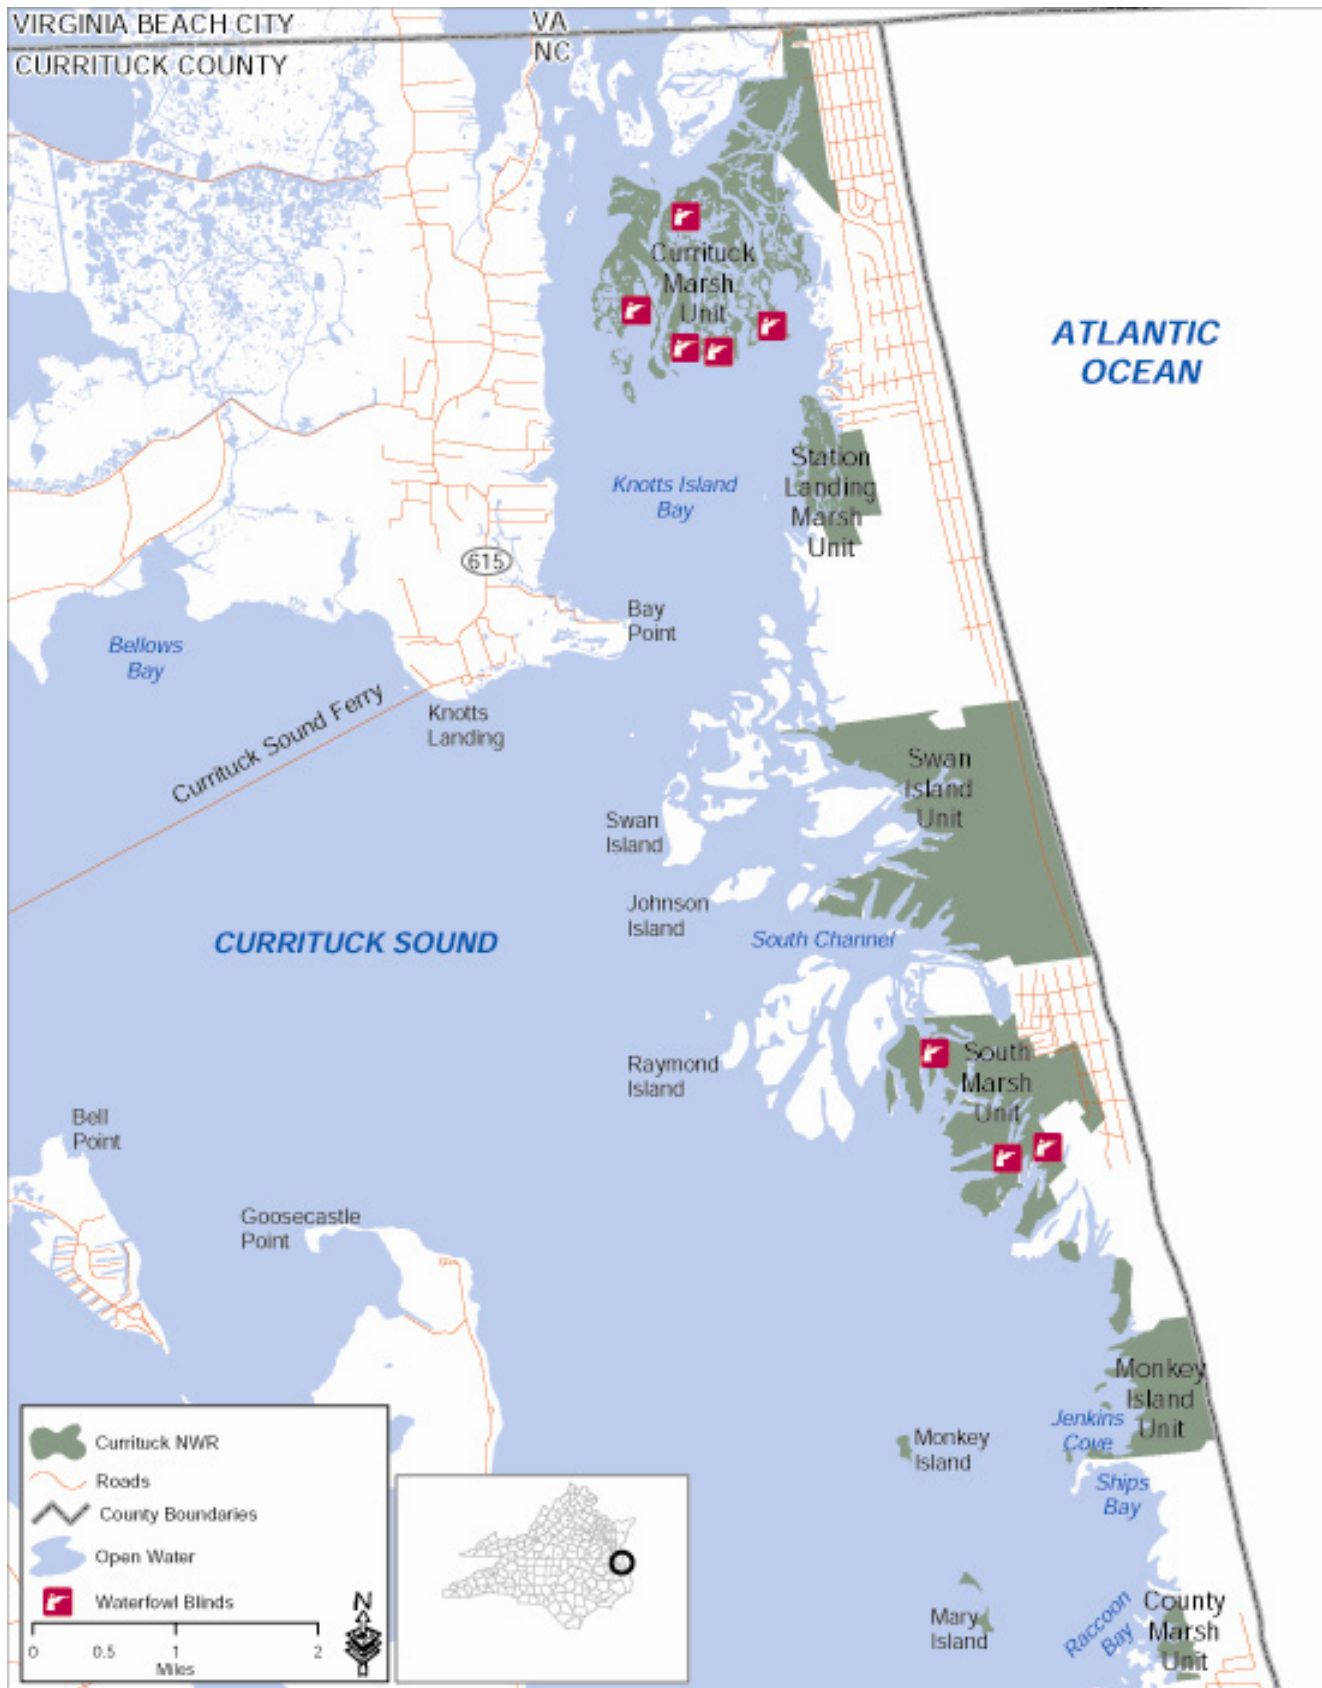 VIRGINIA BEACH CITY
VA
CURRITUCK COUNTY
NC
Currituck
Marsh
Unit
ATLANTIC
OCEAN
Station
Landing
Marsh
Unit
Knotts Island
Bay
615
Bay
Point
Bellows
Bay
Knotts
Landing
Currituck Sound Ferry
Swan
Island
Unit
Swan
Island
Johnson
Island
South Channel
CURRITUCK SOUND
South
Marsh
Unit
Raymond
Island
Bell
Point
Goosecastle
Point
Monkey
Island
Unit
Jenkins
Cove
Monkey
Island
Ships
Bay
County
Marsh
Unit
Raccoon
Bay
Mary
Island
Currituck NWR
Roads
County Boundaries
Open Water
Waterfowl Blinds
N
0 0.5 1 2
Miles